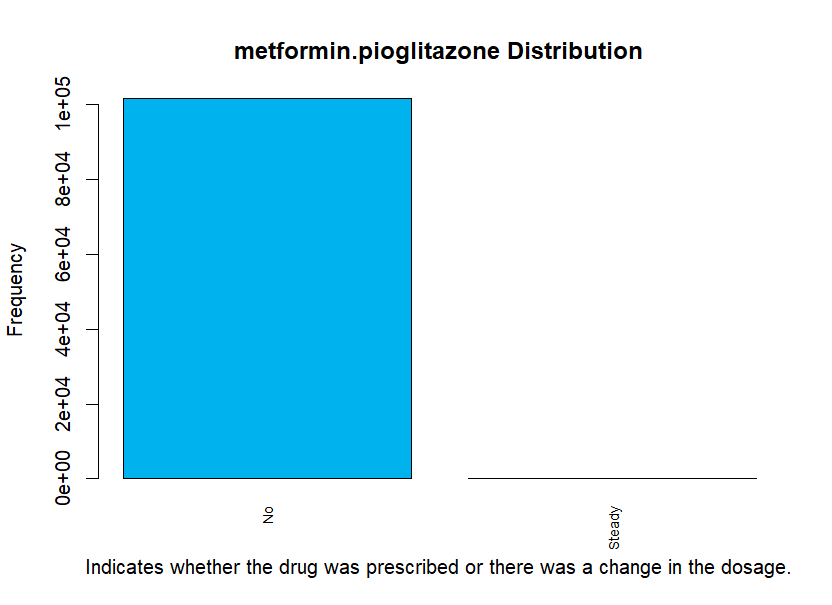 metformin.pioglitazone Distribution
Frequency
1e+05
8e+04
6e+04
4e+04
2e+04
0e+00
No
Steady
Indicates whether the drug was prescribed or there was a change in the dosage.